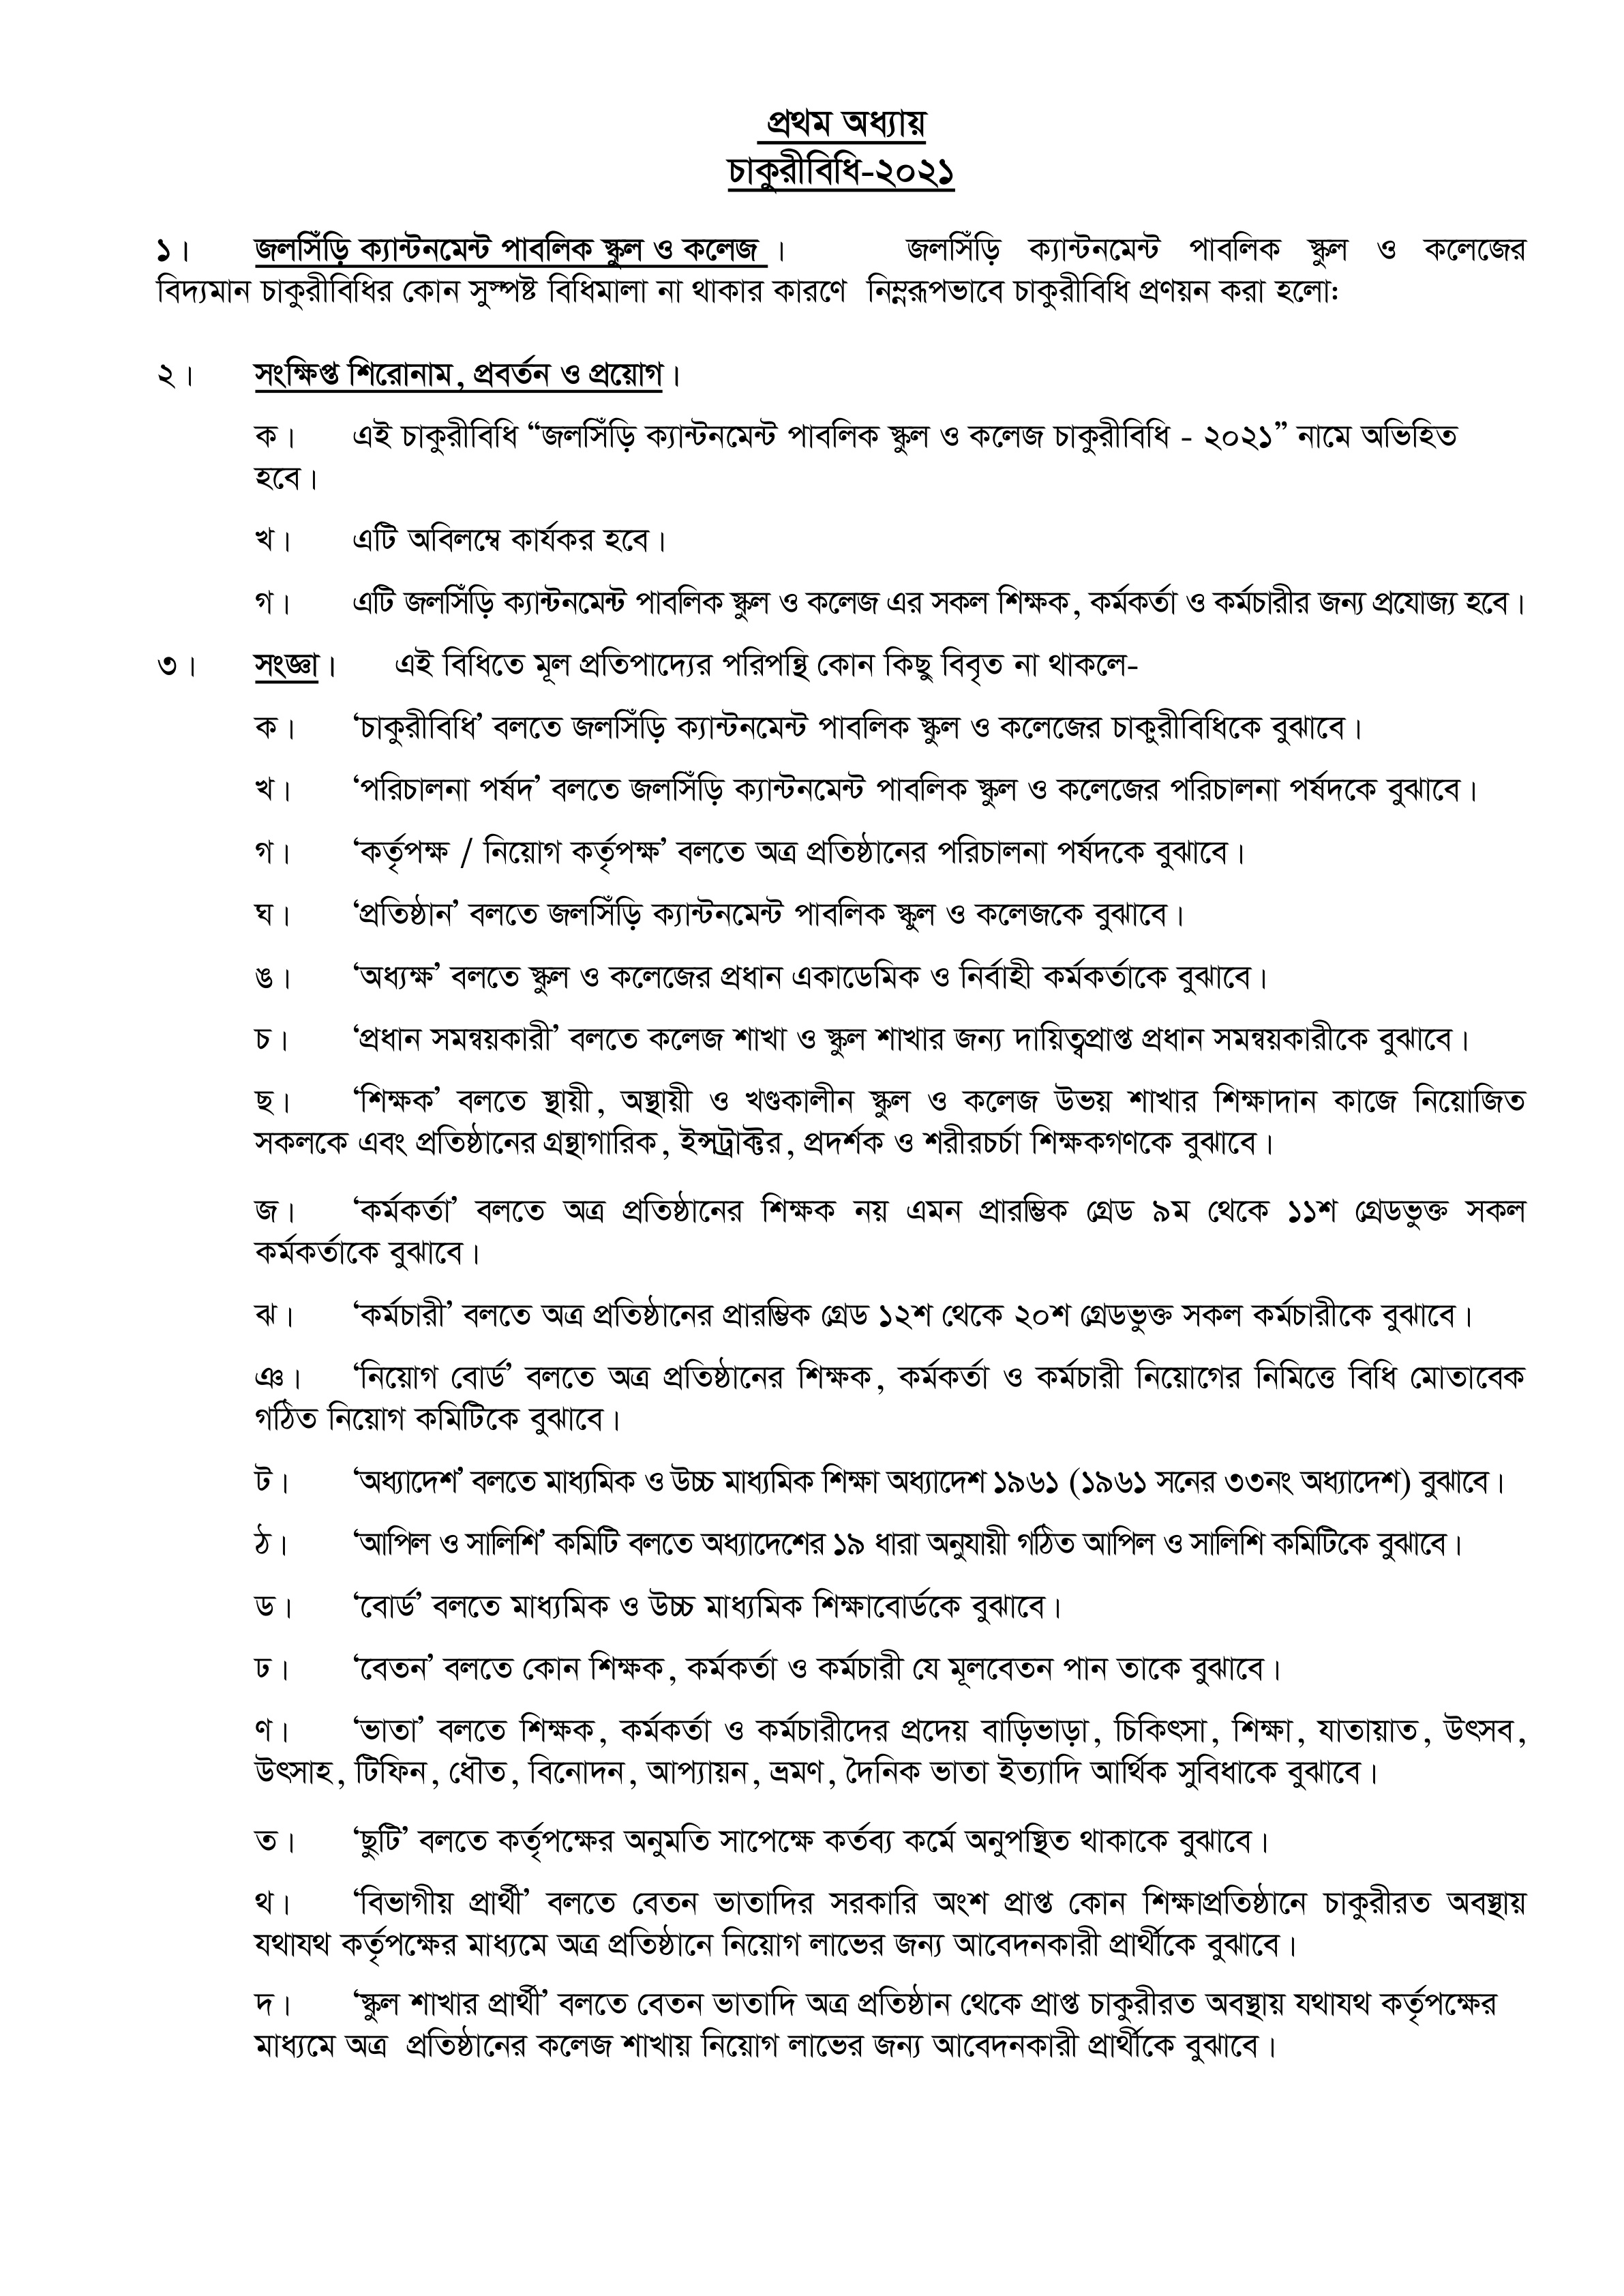 প্রথম অধ্যায়
চাকুরীবিধি-২০২১
১। জলসিঁড়ি ক্যান্টনমেন্ট পাবলিক স্কুল ও কলেজ । জলসিঁড়ি ক্যান্টনমেন্ট পাবলিক স্কুল ও কলেজের
বিদ্যমান চাকুরীবিধির কোন সুস্পষ্ট বিধিমালা না থাকার কারণে নিম্নরূপভাবে চাকুরীবিধি প্রণয়ন করা হলো:
২। সংক্ষিপ্ত শিরোনাম, প্রবর্তন ও প্রয়োগ।
ক। এই চাকুরীবিধি “জলসিঁড়ি ক্যান্টনমেন্ট পাবলিক স্কুল ও কলেজ চাকুরীবিধি - ২০২১” নামে অভিহিত
হবে।
খ। এটি অবিলম্বে কার্যকর হবে।
গ। এটি জলসিঁড়ি ক্যান্টনমেন্ট পাবলিক স্কুল ও কলেজ এর সকল শিক্ষক, কর্মকর্তা ও কর্মচারীর জন্য প্রযোজ্য হবে।
৩। সংজ্ঞা। এই বিধিতে মূল প্রতিপাদ্যের পরিপন্থি কোন কিছু বিবৃত না থাকলে-
ক। ‘চাকুরীবিধি’ বলতে জলসিঁড়ি ক্যান্টনমেন্ট পাবলিক স্কুল ও কলেজের চাকুরীবিধিকে বুঝাবে।
খ। ‘পরিচালনা পর্ষদ’ বলতে জলসিঁড়ি ক্যান্টনমেন্ট পাবলিক স্কুল ও কলেজের পরিচালনা পর্ষদকে বুঝাবে।
গ। ‘কর্তৃপক্ষ / নিয়োগ কর্তৃপক্ষ’ বলতে অত্র প্রতিষ্ঠানের পরিচালনা পর্ষদকে বুঝাবে।
ঘ। ‘প্রতিষ্ঠান’ বলতে জলসিঁড়ি ক্যান্টনমেন্ট পাবলিক স্কুল ও কলেজকে বুঝাবে।
ঙ। ‘অধ্যক্ষ’ বলতে স্কুল ও কলেজের প্রধান একাডেমিক ও নির্বাহী কর্মকর্তাকে বুঝাবে।
চ। ‘প্রধান সমন্বয়কারী’ বলতে কলেজ শাখা ও স্কুল শাখার জন্য দায়িত্বপ্রাপ্ত প্রধান সমন্বয়কারীকে বুঝাবে।
ছ। ‘শিক্ষক’ বলতে স্থায়ী, অস্থায়ী ও খণ্ডকালীন স্কুল ও কলেজ উভয় শাখার শিক্ষাদান কাজে নিয়োজিত
সকলকে এবং প্রতিষ্ঠানের গ্রন্থাগারিক, ইন্সট্রাক্টর, প্রদর্শক ও শরীরচর্চা শিক্ষকগণকে বুঝাবে।
জ। ‘কর্মকর্তা’ বলতে অত্র প্রতিষ্ঠানের শিক্ষক নয় এমন প্রারম্ভিক গ্রেড ৯ম থেকে ১১শ গ্রেডভুক্ত সকল
কর্মকর্তাকে বুঝাবে।
ঝ। ‘কর্মচারী’ বলতে অত্র প্রতিষ্ঠানের প্রারম্ভিক গ্রেড ১২শ থেকে ২০শ গ্রেডভুক্ত সকল কর্মচারীকে বুঝাবে।
ঞ। ‘নিয়োগ বোর্ড’ বলতে অত্র প্রতিষ্ঠানের শিক্ষক, কর্মকর্তা ও কর্মচারী নিয়োগের নিমিত্তে বিধি মোতাবেক
গঠিত নিয়োগ কমিটিকে বুঝাবে।
ট। ‘অধ্যাদেশ’ বলতে মাধ্যমিক ও উচ্চ মাধ্যমিক শিক্ষা অধ্যাদেশ ১৯৬১ (১৯৬১ সনের ৩৩নং অধ্যাদেশ) বুঝাবে।
ঠ। ‘আপিল ও সালিশি’ কমিটি বলতে অধ্যাদেশের ১৯ ধারা অনুযায়ী গঠিত আপিল ও সালিশি কমিটিকে বুঝাবে।
ড। ‘বোর্ড’ বলতে মাধ্যমিক ও উচ্চ মাধ্যমিক শিক্ষাবোর্ডকে বুঝাবে।
ঢ। ‘বেতন’ বলতে কোন শিক্ষক, কর্মকর্তা ও কর্মচারী যে মূলবেতন পান তাকে বুঝাবে।
ণ। ‘ভাতা’ বলতে শিক্ষক, কর্মকর্তা ও কর্মচারীদের প্রদেয় বাড়িভাড়া, চিকিৎসা, শিক্ষা, যাতায়াত, উৎসব,
উৎসাহ, টিফিন, ধৌত, বিনোদন, আপ্যায়ন, ভ্রমণ, দৈনিক ভাতা ইত্যাদি আর্থিক সুবিধাকে বুঝাবে।
ত। ‘ছুটি’ বলতে কর্তৃপক্ষের অনুমতি সাপেক্ষে কর্তব্য কর্মে অনুপস্থিত থাকাকে বুঝাবে।
থ। ‘বিভাগীয় প্রার্থী’ বলতে বেতন ভাতাদির সরকারি অংশ প্রাপ্ত কোন শিক্ষাপ্রতিষ্ঠানে চাকুরীরত অবস্থায়
যথাযথ কর্তৃপক্ষের মাধ্যমে অত্র প্রতিষ্ঠানে নিয়োগ লাভের জন্য আবেদনকারী প্রার্থীকে বুঝাবে।
দ। ‘স্কুল শাখার প্রার্থী’ বলতে বেতন ভাতাদি অত্র প্রতিষ্ঠান থেকে প্রাপ্ত চাকুরীরত অবস্থায় যথাযথ কর্তৃপক্ষের
মাধ্যমে অত্র প্রতিষ্ঠানের কলেজ শাখায় নিয়োগ লাভের জন্য আবেদনকারী প্রার্থীকে বুঝাবে।